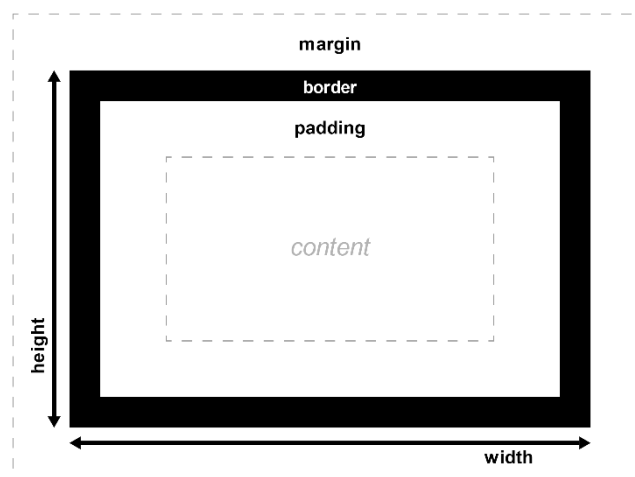 margin
border
padding
content
height
width